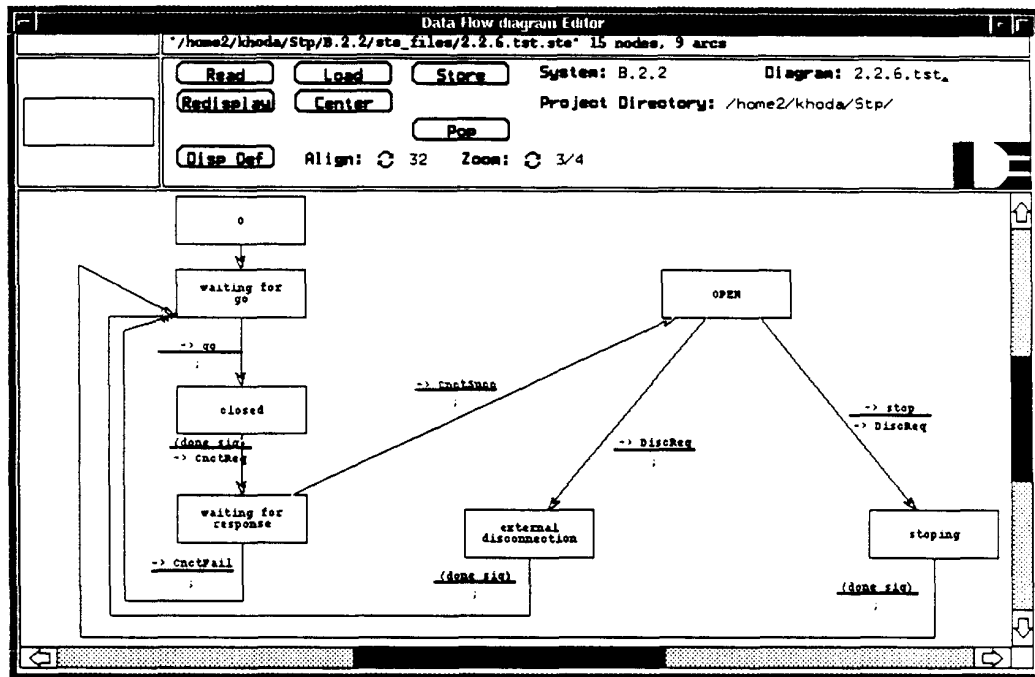 Data Flow diagram Editor
"/home2/khoda/Stp/B.2.2/sts_files/2.2.6.tst.sts" 15 nodes, 9 arcs
Read Load Store System: B.2.2 Diagram: 2.2.6.tst
Redisplay Center Project Directory: /home2/khoda/Stp/
Pop
Disp Def Align: 32 Zoom: 3/4
0
waiting for
go
OPEN
-> go
;
-> CnctSucc
;
closed
-> stop
-> DiscReq
(done sig)
-> CnctReq
-> DiscReq
;
waiting for
response
external
disconnection
stoping
-> CnctFail
;
(done sig)
;
(done sig)
;